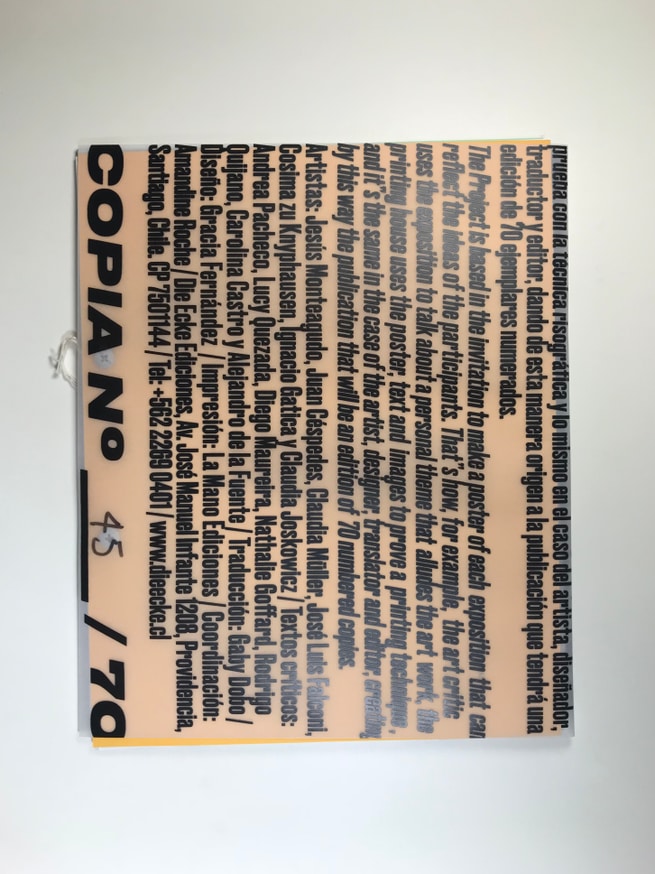 prueba con la técnica risográfica y lo mismo en el caso del artista, diseñador,
traductor y editor, dando de esta manera origen a la publicación que tendrá una
edición de 70 ejemplares numerados.
The Project is based in the invitation to make a poster of each exposition that can
reflect the ideas of the participants. That"s how, for example, the art critic
uses the exposition to talk about a personal theme that alludes the art work, the
printing house uses the poster, text and images to prove a printing technique,
and it"s the same in the case of the artist, designer, translator and editor, creating
by this way the publication that will be an edition of 70 numbered copies.
Artistas: Jesús Monteagudo, Juan Céspedes, Claudia Müller, José Luis Falconi,
Cosima zu Knyphausen, Ignacio Gatica y Claudia Joskowicz / Textos críticos:
Andrea Pacheco, Lucy Quezada, Diego Maureira, Nathalie Goffard, Rodrigo
Quijano, Carolina Castro y Alejandro de la Fuente / Traducción: Gaby Dobo /
Diseño: Gracia Fernández / Impresión: La Mano Ediciones / Coordinación:
Amandine Roche / Die Ecke Ediciones, Av. José Manuel Infante 1208, Providencia,
Santiago, Chile. CP 7501144 / Tel: +562 2269 0401 / www.dieecke.cl
COPIA Nº 45 / 70